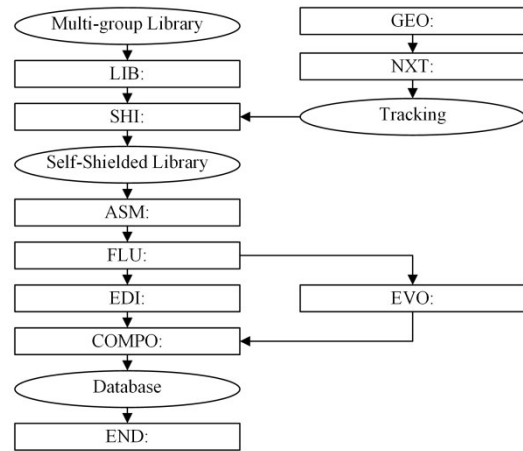 Multi-group Library
GEO:
LIB:
NXT:
SHI:
Tracking
Self-Shielded Library
ASM:
FLU:
EDI:
EVO:
COMPO:
Database
END: